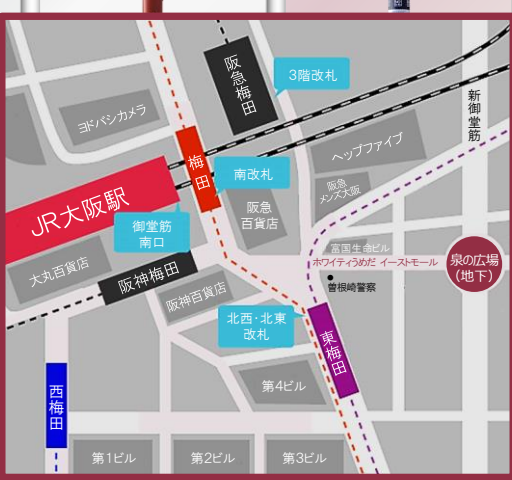 阪急梅田
3階改札
新御堂筋
ヨドバシカメラ
ヘップファイブ
梅田
南改札
阪急
メンズ大阪
JR大阪駅
阪急
百貨店
御堂筋
南口
富国生命ビル
ホワイティうめだ イーストモール
泉の広場
(地下)
大丸百貨店
阪神梅田
曽根崎警察
阪神百貨店
北西・北東
改札
東梅田
西梅田
第4ビル
第1ビル
第2ビル
第3ビル